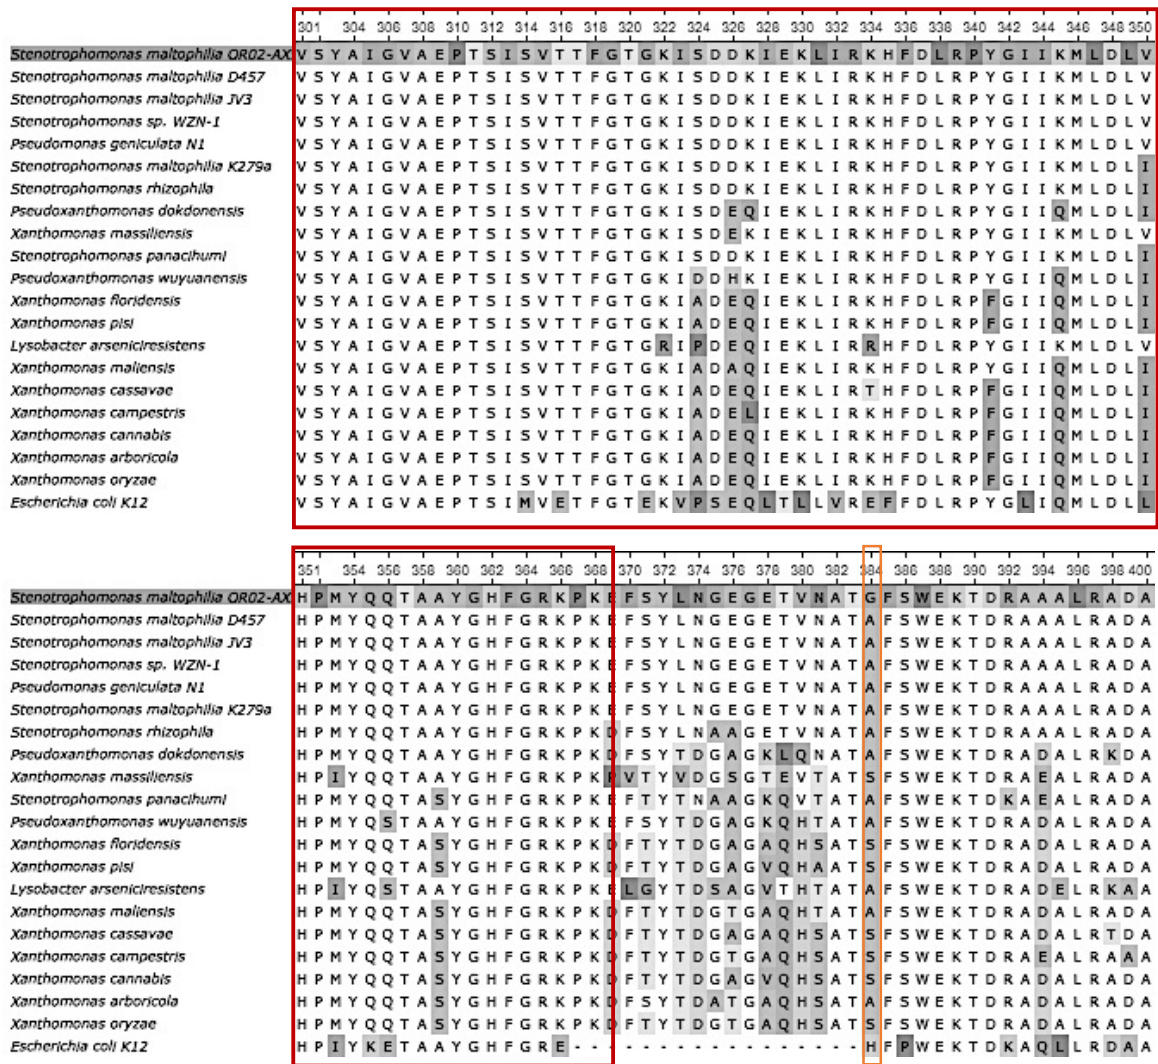 301 304 306 308 310 312 314 316 318 320 322 324 326 328 330 332 334 336 338 340 342 344 346 348 350
Stenotrophomonas maltophilia QR02-AX V S Y A I G V A E P T S I S V T T F G T G K I S D D K I E K L I R K H F D L R P Y G I I K M L D L V
Stenotrophomonas maltophilia D457 V S Y A I G V A E P T S I S V T T F G T G K I S D D K I E K L I R K H F D L R P Y G I I K M L D L V
Stenotrophomonas maltophilia JV3 V S Y A I G V A E P T S I S V T T F G T G K I S D D K I E K L I R K H F D L R P Y G I I K M L D L V
Stenotrophomonas sp. WZN-1 V S Y A I G V A E P T S I S V T T F G T G K I S D D K I E K L I R K H F D L R P Y G I I K M L D L V
Pseudomonas geniculata N1 V S Y A I G V A E P T S I S V T T F G T G K I S D D K I E K L I R K H F D L R P Y G I I K M L D L V
Stenotrophomonas maltophilia K279a V S Y A I G V A E P T S I S V T T F G T G K I S D D K I E K L I R K H F D L R P Y G I I K M L D L I
Stenotrophomonas rhizophila V S Y A I G V A E P T S I S V T T F G T G K I S D D K I E K L I R K H F D L R P Y G I I K M L D L I
Pseudoxanthomonas dokdonensis V S Y A I G V A E P T S I S V T T F G T G K I S D E Q I E K L I R K H F D L R P Y G I I Q M L D L I
Xanthomonas massiliensis V S Y A I G V A E P T S I S V T T F G T G K I S D E K I E K L I R K H F D L R P Y G I I K M L D L V
Stenotrophomonas panacihumi V S Y A I G V A E P T S I S V T T F G T G K I S D D K I E K L I R K H F D L R P Y G I I K M L D L I
Pseudoxanthomonas wuyuanensis V S Y A I G V A E P T S I S V T T F G T G K I D D H K I E K L I R K H F D L R P Y G I I Q M L D L I
Xanthomonas floridensis V S Y A I G V A E P T S I S V T T F G T G K I A D E Q I E K L I R K H F D L R P F G I I Q M L D L I
Xanthomonas pisi V S Y A I G V A E P T S I S V T T F G T G K I A D E Q I E K L I R K H F D L R P F G I I Q M L D L I
Lysobacter arseniciresistens V S Y A I G V A E P T S I S V T T F G T G R I P D E Q I E K L I R R H F D L R P Y G I I K M L D L V
Xanthomonas maliensis V S Y A I G V A E P T S I S V T T F G T G K I A D A Q I E K L I R K H F D L R P Y G I I Q M L D L I
Xanthomonas cassavae V S Y A I G V A E P T S I S V T T F G T G K I A D E Q I E K L I R T H F D L R P F G I I Q M L D L I
Xanthomonas campestris V S Y A I G V A E P T S I S V T T F G T G K I A D E L I E K L I R K H F D L R P F G I I Q M L D L I
Xanthomonas cannabis V S Y A I G V A E P T S I S V T T F G T G K I A D E Q I E K L I R K H F D L R P F G I I Q M L D L I
Xanthomonas arboricola V S Y A I G V A E P T S I S V T T F G T G K I A D E Q I E K L I R K H F D L R P F G I I Q M L D L I
Xanthomonas oryzae V S Y A I G V A E P T S I S V T T F G T G K I A D E Q I E K L I R K H F D L R P F G I I Q M L D L I
Escherichia coli K12 V S Y A I G V A E P T S I M V E T F G T E K V P S E Q L T L L V R E F F D L R P Y G L I Q M L D L L
351 354 356 358 360 362 364 366 368 370 372 374 376 378 380 382 384 386 388 390 392 394 396 398 400
Stenotrophomonas maltophilia QR02-AX H P M Y Q Q T A A Y G H F G R K P K E F S Y L N G E G E T V N A T G F S W E K T D R A A A L R A D A
Stenotrophomonas maltophilia D457 H P M Y Q Q T A A Y G H F G R K P K E F S Y L N G E G E T V N A T A F S W E K T D R A A A L R A D A
Stenotrophomonas maltophilia JV3 H P M Y Q Q T A A Y G H F G R K P K E F S Y L N G E G E T V N A T A F S W E K T D R A A A L R A D A
Stenotrophomonas sp. WZN-1 H P M Y Q Q T A A Y G H F G R K P K E F S Y L N G E G E T V N A T A F S W E K T D R A A A L R A D A
Pseudomonas geniculata N1 H P M Y Q Q T A A Y G H F G R K P K E F S Y L N G E G E T V N A T A F S W E K T D R A A A L R A D A
Stenotrophomonas maltophilia K279a H P M Y Q Q T A A Y G H F G R K P K E F S Y L N G E G E T V N A T A F S W E K T D R A A A L R A D A
Stenotrophomonas rhizophila H P M Y Q Q T A A Y G H F G R K P K D F S Y L N A A G E T V N A T A F S W E K T D R A A A L R A D A
Pseudoxanthomonas dokdonensis H P M Y Q Q T A A Y G H F G R K P K D F S Y T D G A G K L Q N A T A F S W E K T D R A D A L R K D A
Xanthomonas massiliensis H P I Y Q Q T A A Y G H F G R K P K R V T Y V D G S G T E V T A T S F S W E K T D R A E A L R A D A
Stenotrophomonas panacihumi H P M Y Q Q T A S Y G H F G R K P K E F T Y T N A A G K Q V T A T A F S W E K T D K A E A L R A D A
Pseudoxanthomonas wuyuanensis H P M Y Q S T A A Y G H F G R K P K E F T Y T D G A G K Q H T A T A F S W E K T D R A D A L R A D A
Xanthomonas floridensis H P M Y Q Q T A S Y G H F G R K P K D F T Y T D G A G A Q H S A T S F S W E K T D R A D A L R A D A
Xanthomonas pisi H P M Y Q Q T A S Y G H F G R K P K D F T Y T D G A G V Q H A A T S F S W E K T D R A D A L R A D A
Lysobacter arseniciresistens H P I Y Q S T A A Y G H F G R K P K E L G Y T D S A G V T H T A T A F S W E K T D R A D E L R K A A
Xanthomonas maliensis H P M Y Q Q T A S Y G H F G R K P K D F T Y T D G T G A Q H T A T A F S W E K T D R A D A L R A D A
Xanthomonas cassavae H P M Y Q Q T A S Y G H F G R K P K D F T Y T D G A G A Q H S A T S F S W E K T D R A D A L R T D A
Xanthomonas campestris H P M Y Q Q T A S Y G H F G R K P K D F T Y T D G T G A Q H S A T S F S W E K T D R A E A L R A A A
Xanthomonas cannabis H P M Y Q Q T A S Y G H F G R K P K D F T Y T D G A G V Q H S A T S F S W E K T D R A D A L R A D A
Xanthomonas arboricola H P M Y Q Q T A S Y G H F G R K P K D F S Y T D A T G A Q H S A T A F S W E K T D R A D A L R A D A
Xanthomonas oryzae H P M Y Q Q T A S Y G H F G R K P K D F T Y T D G T G A Q H S A T S F S W E K T D R A D A L R A D A
Escherichia coli K12 H P I Y K E T A A Y G H F G R E - - - - - - - - - - - - - - - - - H F P W E K T D K A Q L L R D A A